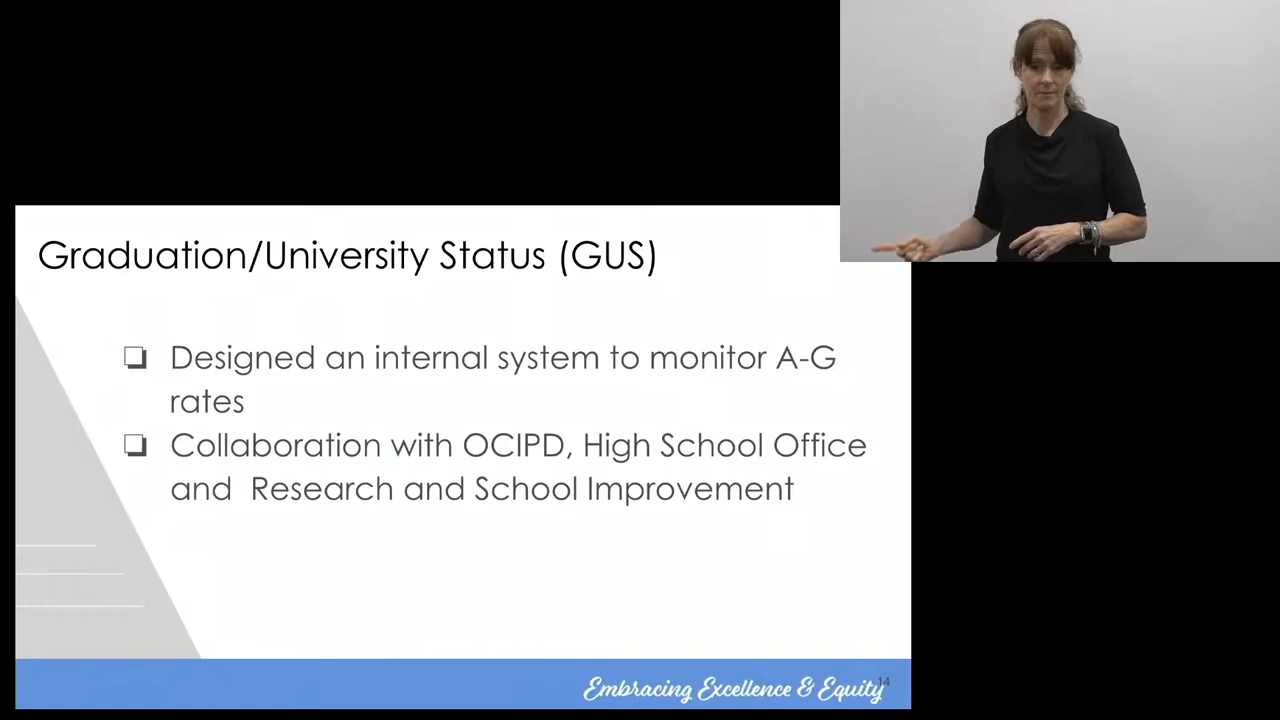 Graduation/University Status (GUS)
❏ Designed an internal system to monitor A-G
rates
❏ Collaboration with OCIPD, High School Office
and  Research and School Improvement
Embracing Excellence & Equity
14